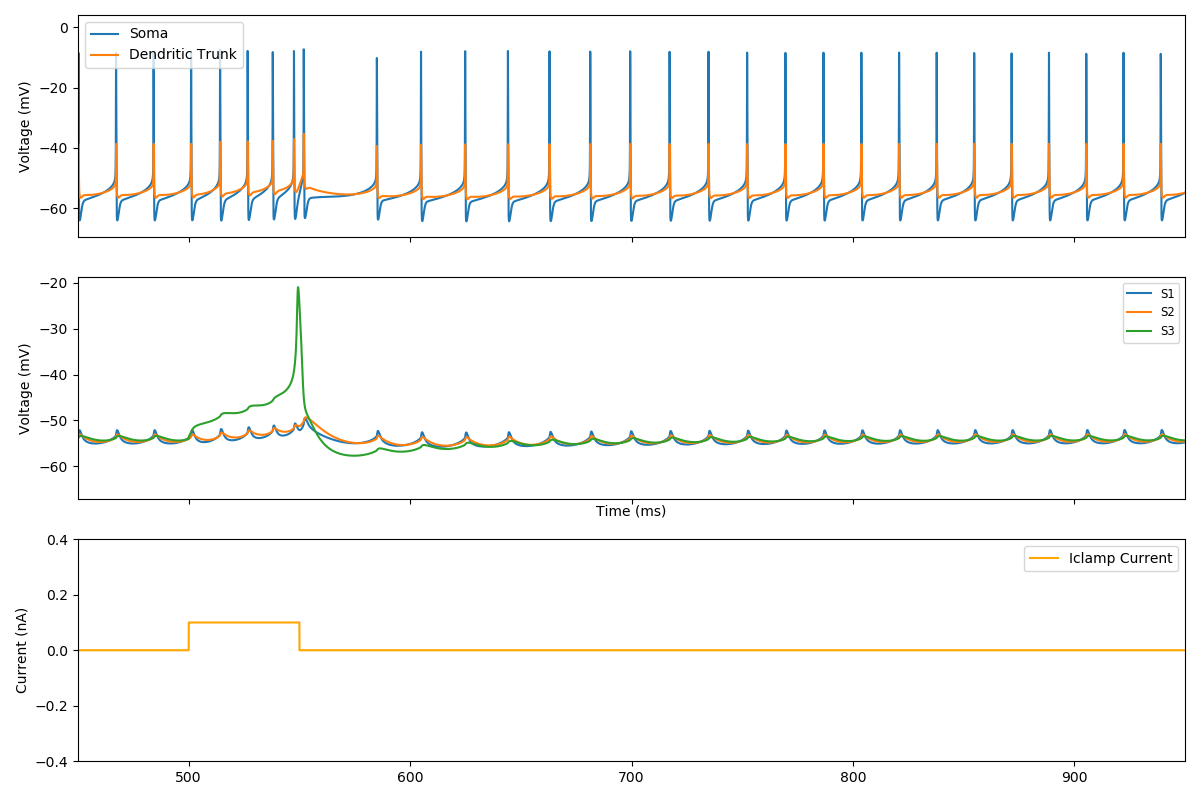 0
−20
−40
−60
Voltage (mV)
Soma
Dendritic Trunk
−20
−30
−40
−50
−60
Voltage (mV)
S1
S2
S3
Time (ms)
0.4
0.2
0.0
−0.2
−0.4
Current (nA)
Iclamp Current
500
600
700
800
900